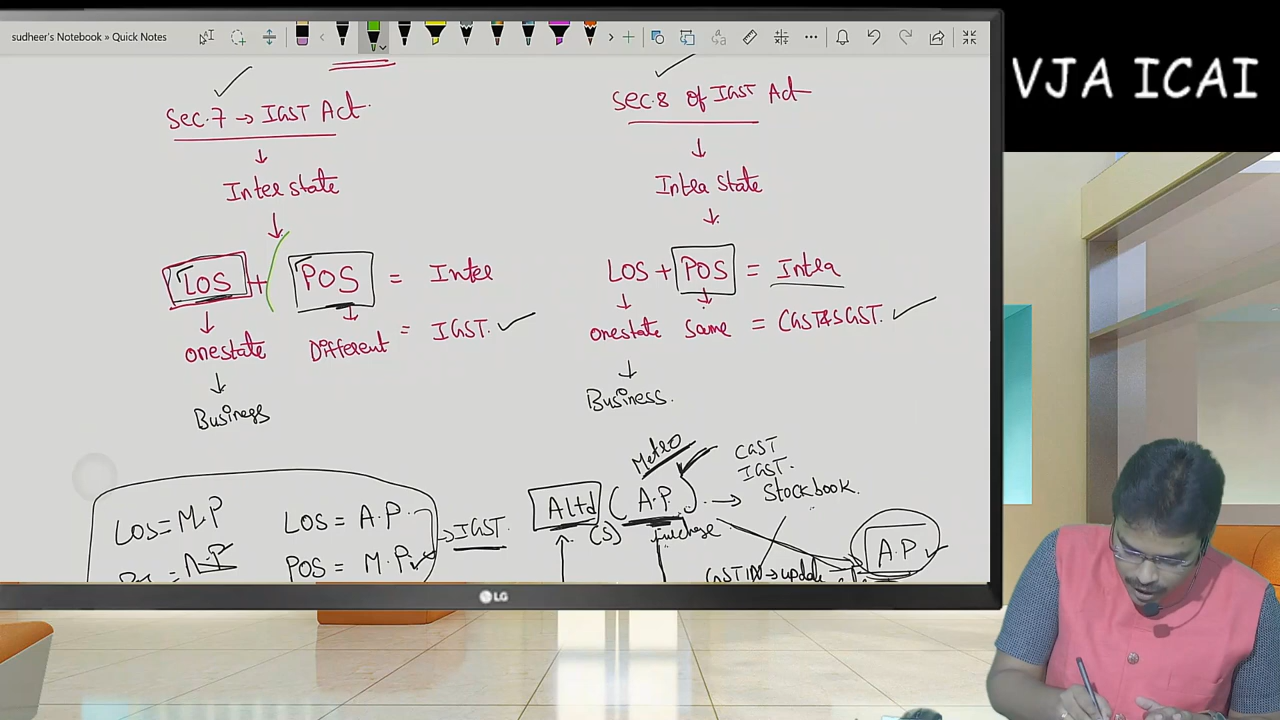 sudheer's Notebook » Quick Notes
VJA ICAI
Sec.7 → IGST Act.
↓
Inter state
↓
LOS + POS = Inter
↓ ↓
onestate Different = IGST.
↓
Business
Sec.8 of IGST Act
↓
Intra State
↓
LOS + POS = Intra
↓ ↓
onestate Same = CGST&SGST.
↓
Business.
LOS = M.P
= A.P
LOS = A.P.
POS = M.P.
→ IGST.
Metro
A Ltd (A.P.) →
(S) purchase
GST
IGST.
Stockbook.
A.P
GSTIN → update
LG